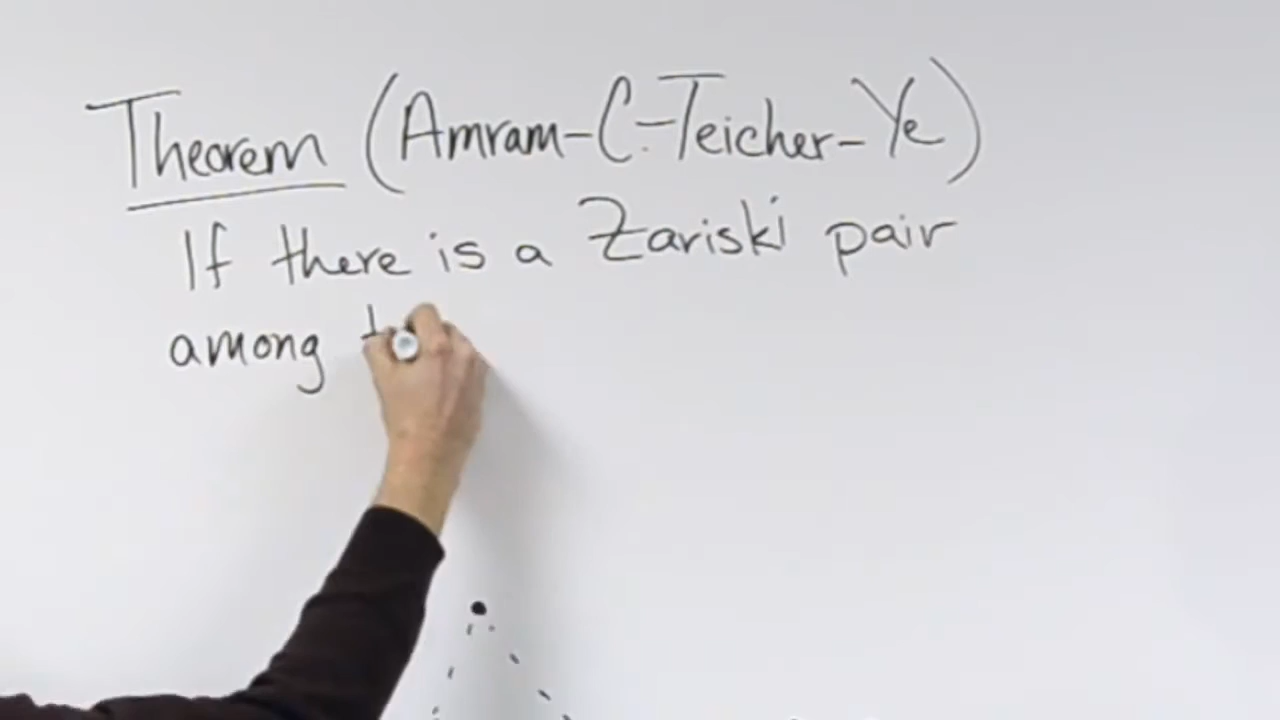 Theorem (Amram-C.-Teicher-Ye)
If there is a Zariski pair
among